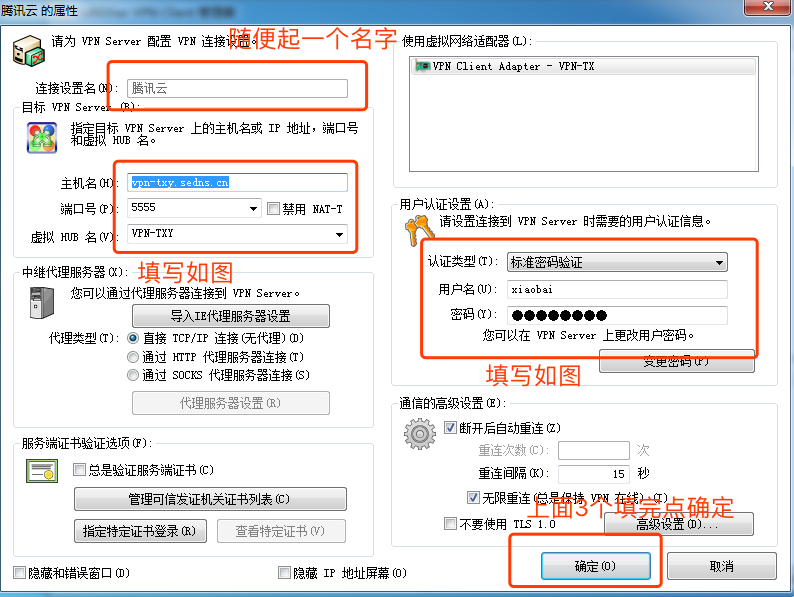 腾讯云 的属性
请为 VPN Server 配置 VPN 连接设置。
随便起一个名字
连接设置名(N):
腾讯云
目标 VPN Server (B):
指定目标 VPN Server 上的主机名或 IP 地址，端口号
和虚拟 HUB 名。
主机名(H):
vpn-txy.sedns.cn
端口号(P):
5555
禁用 NAT-T
虚拟 HUB 名(V):
VPN-TXY
填写如图
中继代理服务器(X):
您可以通过代理服务器连接到 VPN Server。
导入IE代理服务器设置
代理类型(T):
直接 TCP/IP 连接(无代理)(D)
通过 HTTP 代理服务器连接(T)
通过 SOCKS 代理服务器连接(S)
代理服务器设置(R)
服务端证书验证选项(F):
总是验证服务端证书(C)
管理可信发证机关证书列表(C)
指定特定证书登录(R)
查看特定证书(V)
隐藏和错误窗口(D)
隐藏 IP 地址屏幕(O)
使用虚拟网络适配器(L):
VPN Client Adapter - VPN-TX
用户认证设置(A):
请设置连接到 VPN Server 时需要的用户认证信息。
认证类型(T):
标准密码验证
用户名(U):
xiaobai
密码(Y):
●●●●●●●●
您可以在 VPN Server 上更改用户密码。
变更密码(P)
填写如图
通信的高级设置(E):
断开后自动重连(Z)
重连次数(C):
次
重连间隔(K):
15 秒
无限重连(总是保持 VPN 在线) (I)
上面3个填完点确定
不要使用 TLS 1.0
高级设置(D)...
确定(O)
取消